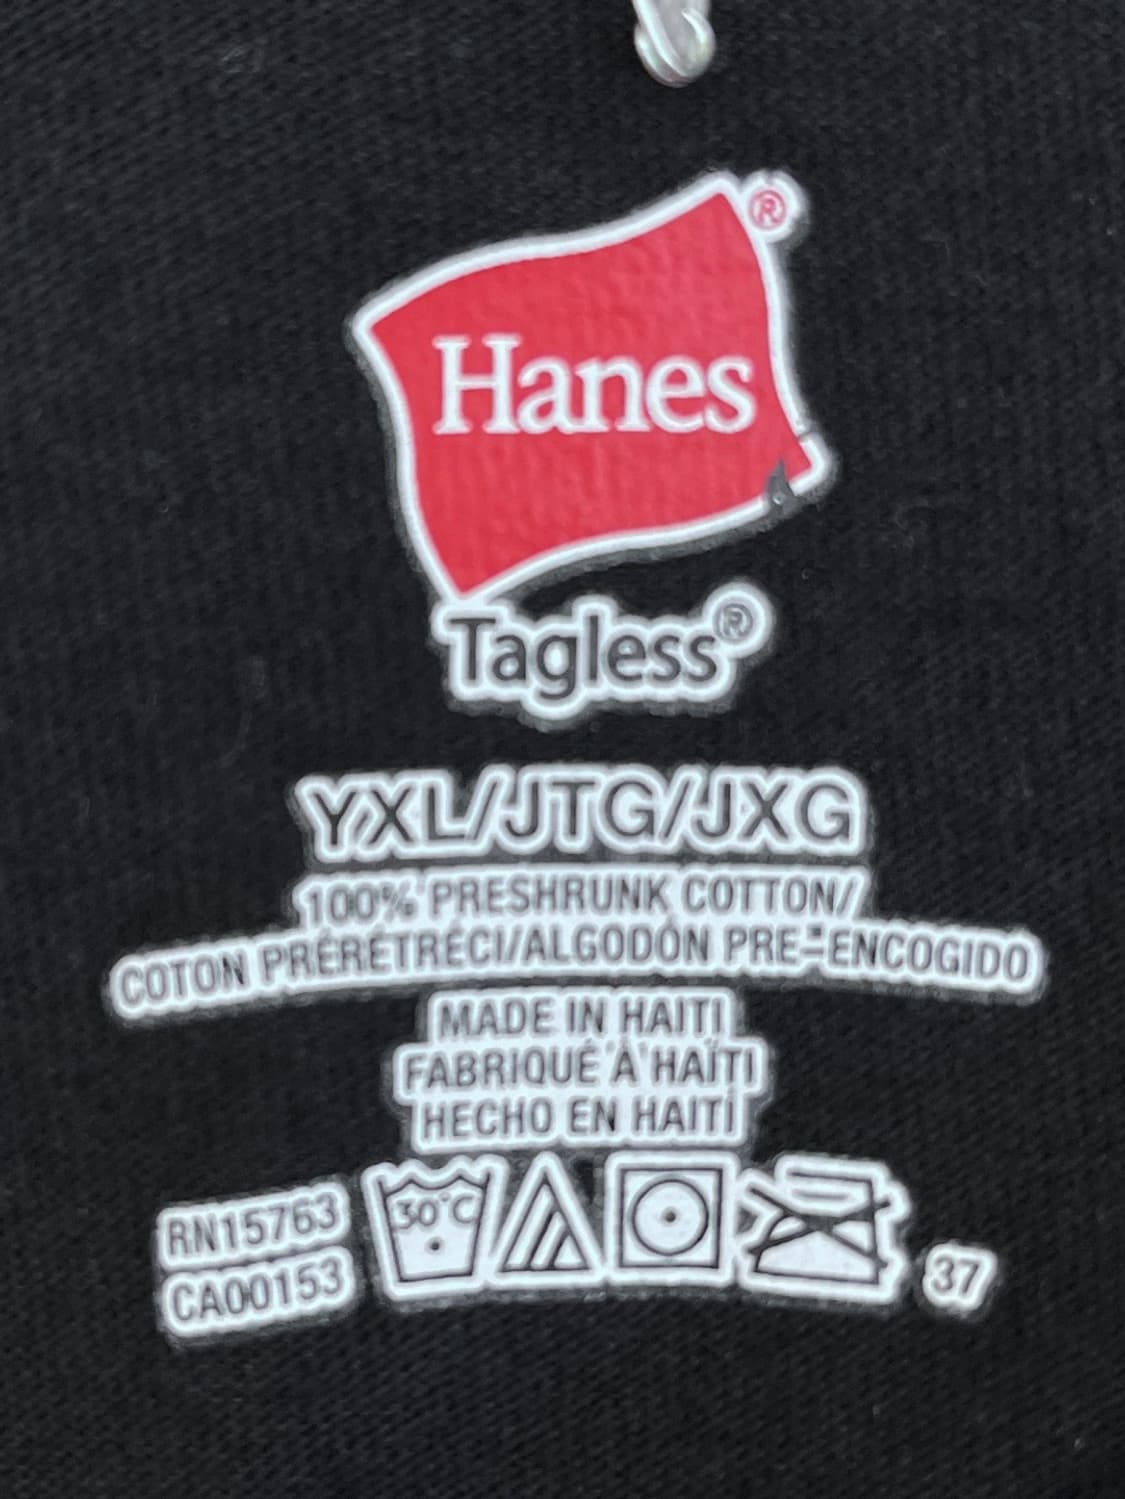 Hanes®
Tagless®
YXL/JTG/JXG
100% PRESHRUNK COTTON/
COTON PRÉRÉTRÉCI/ALGODÓN PRE-ENCOGIDO
MADE IN HAITI
FABRIQUÉ À HAÏTI
HECHO EN HAITÍ
RN15763
CA00153
30°C
37